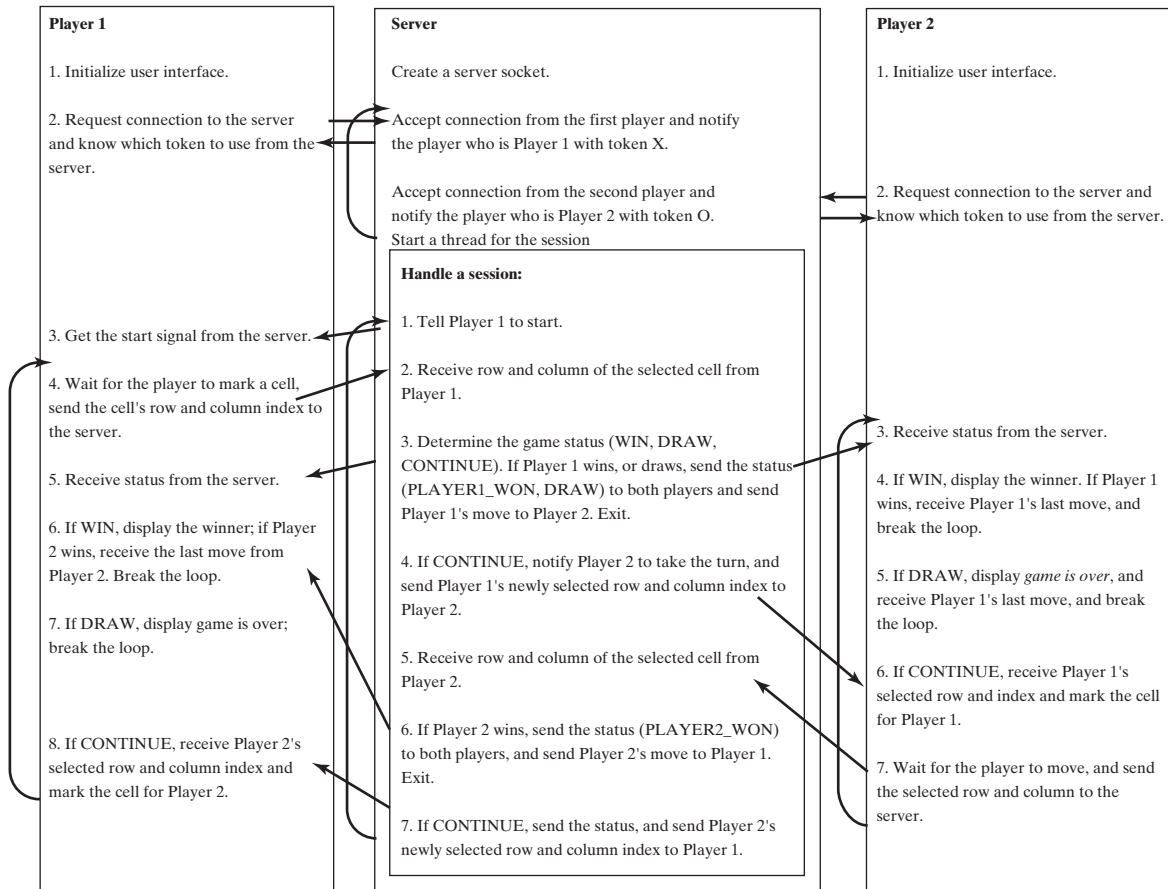 Player 1
1. Initialize user interface.
2. Request connection to the server
and know which token to use from the
server.
3. Get the start signal from the server.
4. Wait for the player to mark a cell,
send the cell's row and column index to
the server.
5. Receive status from the server.
6. If WIN, display the winner; if Player
2 wins, receive the last move from
Player 2. Break the loop.
7. If DRAW, display game is over;
break the loop.
8. If CONTINUE, receive Player 2's
selected row and column index and
mark the cell for Player 2.
Server
Create a server socket.
Accept connection from the first player and notify
the player who is Player 1 with token X.
Accept connection from the second player and
notify the player who is Player 2 with token O.
Start a thread for the session
Handle a session:
1. Tell Player 1 to start.
2. Receive row and column of the selected cell from
Player 1.
3. Determine the game status (WIN, DRAW,
CONTINUE). If Player 1 wins, or draws, send the status
(PLAYER1_WON, DRAW) to both players and send
Player 1's move to Player 2. Exit.
4. If CONTINUE, notify Player 2 to take the turn, and
send Player 1's newly selected row and column index to
Player 2.
5. Receive row and column of the selected cell from
Player 2.
6. If Player 2 wins, send the status (PLAYER2_WON)
to both players, and send Player 2's move to Player 1.
Exit.
7. If CONTINUE, send the status, and send Player 2's
newly selected row and column index to Player 1.
Player 2
1. Initialize user interface.
2. Request connection to the server and
know which token to use from the server.
3. Receive status from the server.
4. If WIN, display the winner. If Player 1
wins, receive Player 1's last move, and
break the loop.
5. If DRAW, display game is over, and
receive Player 1's last move, and break
the loop.
6. If CONTINUE, receive Player 1's
selected row and index and mark the cell
for Player 1.
7. Wait for the player to move, and send
the selected row and column to the
server.